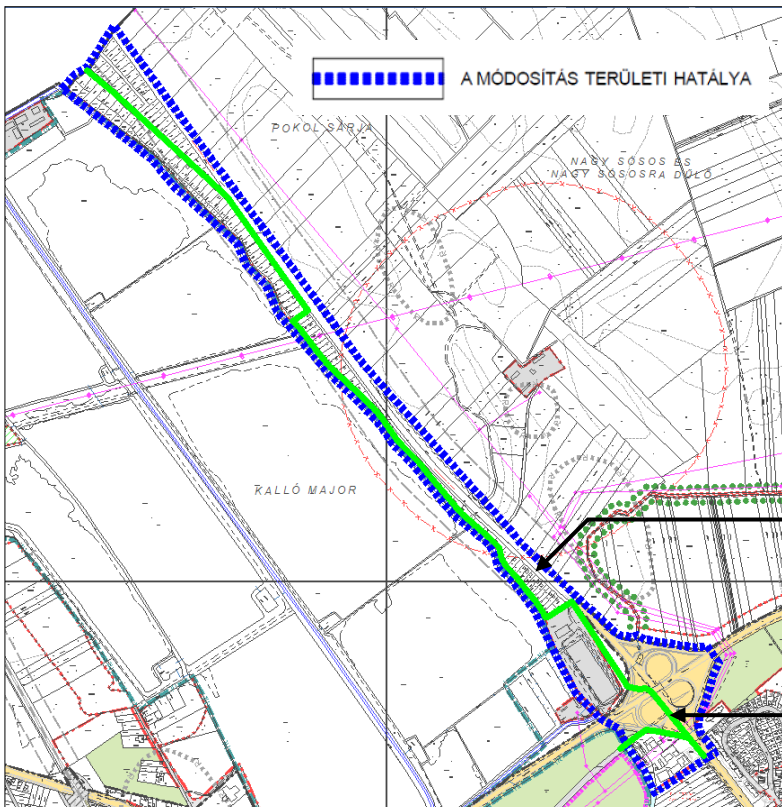 A MÓDOSÍTÁS TERÜLETI HATÁLYA
POKOL SÁRJA
NAGY SÓSOS ÉS
NAGY SÓSOSRA DŰLŐ
KALLÓ MAJOR